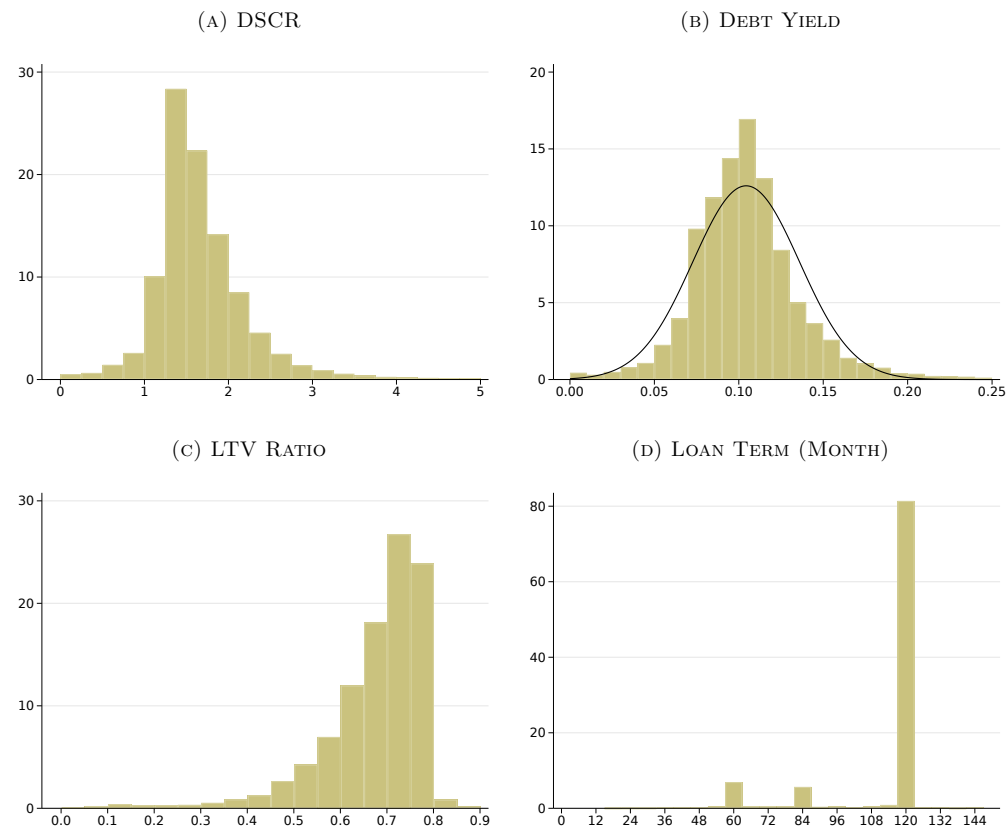 (A) DSCR
30
20
10
0
0 1 2 3 4 5
(B) DEBT YIELD
20
15
10
5
0
0.00 0.05 0.10 0.15 0.20 0.25
(C) LTV RATIO
30
20
10
0
0.0 0.1 0.2 0.3 0.4 0.5 0.6 0.7 0.8 0.9
(D) LOAN TERM (MONTH)
80
60
40
20
0
0 12 24 36 48 60 72 84 96 108 120 132 144